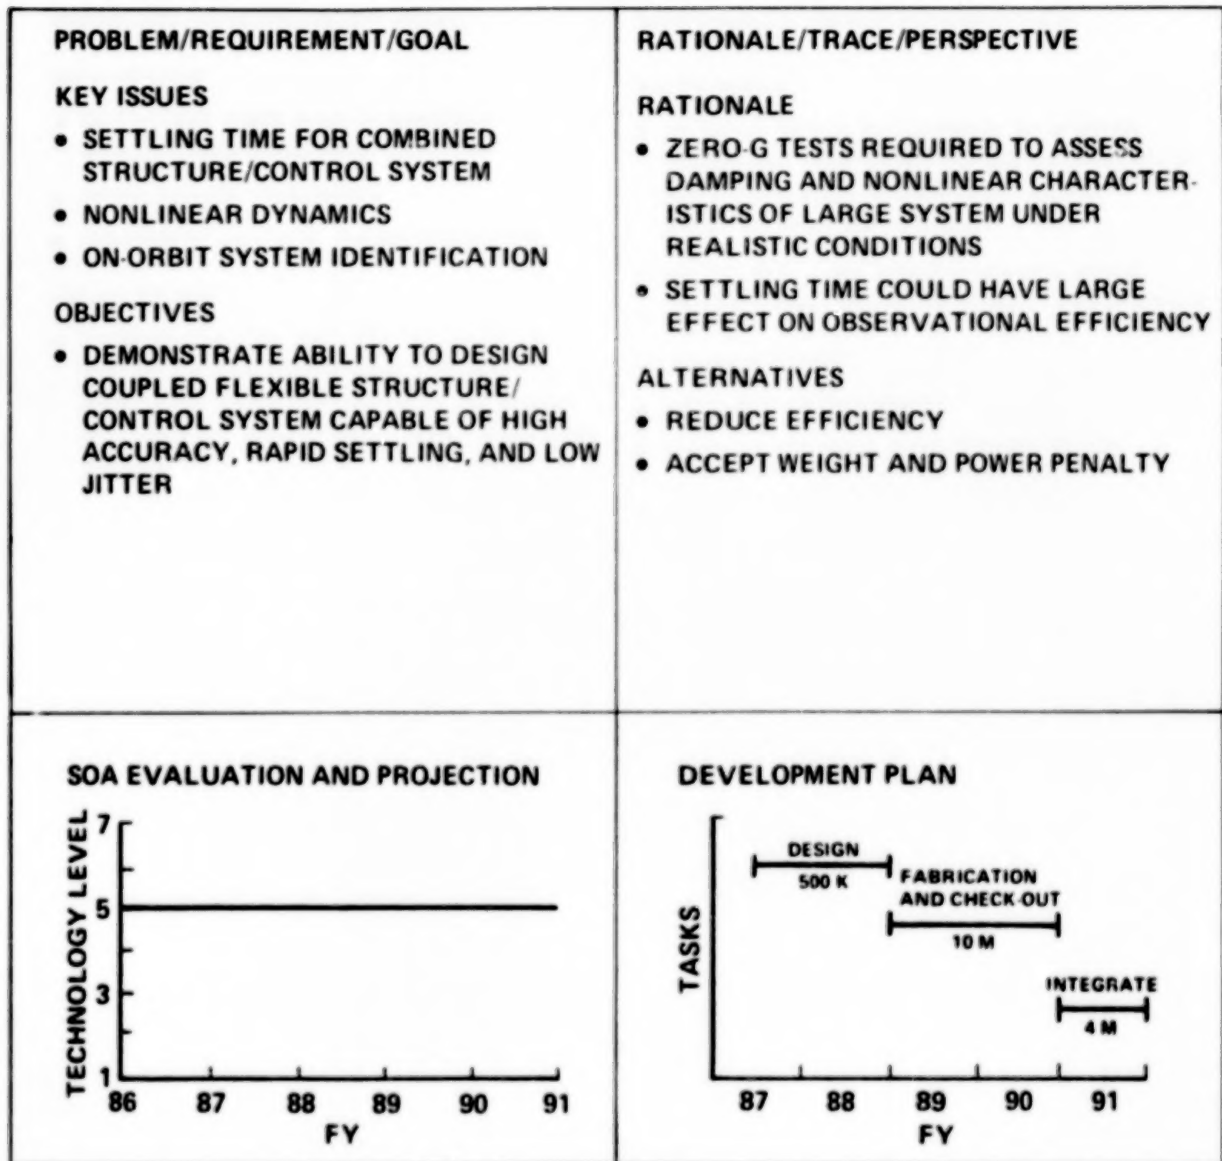 PROBLEM/REQUIREMENT/GOAL
KEY ISSUES
• SETTLING TIME FOR COMBINED
STRUCTURE/CONTROL SYSTEM
• NONLINEAR DYNAMICS
• ON-ORBIT SYSTEM IDENTIFICATION
OBJECTIVES
• DEMONSTRATE ABILITY TO DESIGN
COUPLED FLEXIBLE STRUCTURE/
CONTROL SYSTEM CAPABLE OF HIGH
ACCURACY, RAPID SETTLING, AND LOW
JITTER
RATIONALE/TRACE/PERSPECTIVE
RATIONALE
• ZERO-G TESTS REQUIRED TO ASSESS
DAMPING AND NONLINEAR CHARACTER-
ISTICS OF LARGE SYSTEM UNDER
REALISTIC CONDITIONS
• SETTLING TIME COULD HAVE LARGE
EFFECT ON OBSERVATIONAL EFFICIENCY
ALTERNATIVES
• REDUCE EFFICIENCY
• ACCEPT WEIGHT AND POWER PENALTY
SOA EVALUATION AND PROJECTION
TECHNOLOGY LEVEL
7
5
3
1
86 87 88 89 90 91
FY
DEVELOPMENT PLAN
TASKS
DESIGN
500 K
FABRICATION
AND CHECK-OUT
10 M
INTEGRATE
4 M
87 88 89 90 91
FY